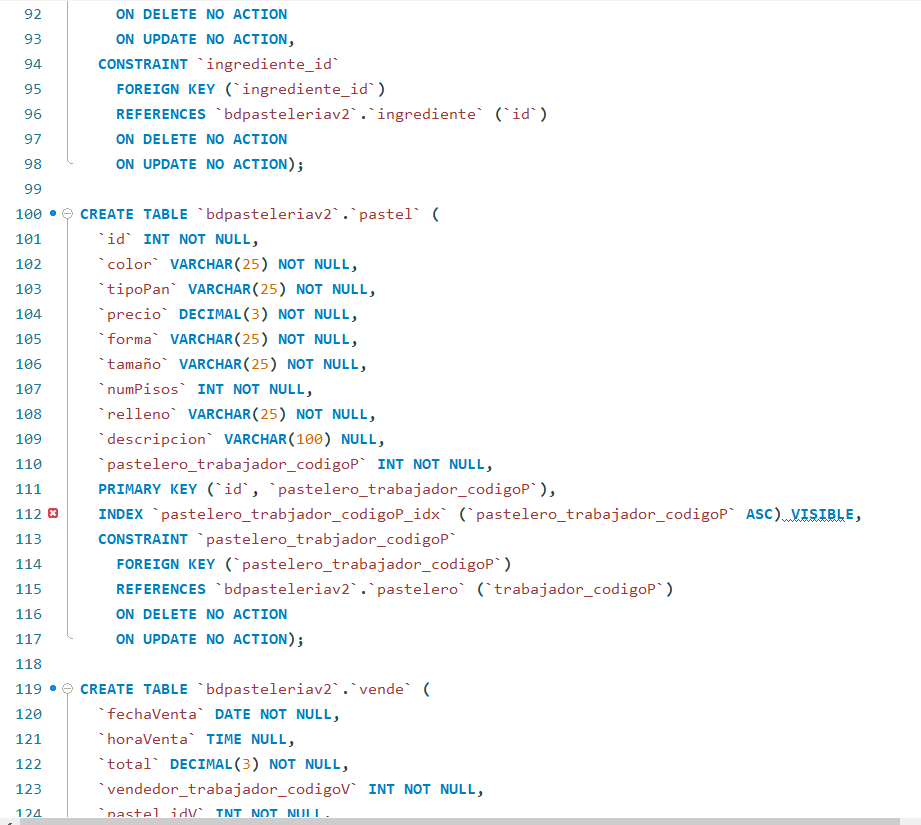 92 ON DELETE NO ACTION
93 ON UPDATE NO ACTION,
94 CONSTRAINT `ingrediente_id`
95 FOREIGN KEY (`ingrediente_id`)
96 REFERENCES `bdpasteleriav2`.`ingrediente` (`id`)
97 ON DELETE NO ACTION
98 ON UPDATE NO ACTION);
99
100 CREATE TABLE `bdpasteleriav2`.`pastel` (
101 `id` INT NOT NULL,
102 `color` VARCHAR(25) NOT NULL,
103 `tipoPan` VARCHAR(25) NOT NULL,
104 `precio` DECIMAL(3) NOT NULL,
105 `forma` VARCHAR(25) NOT NULL,
106 `tamaño` VARCHAR(25) NOT NULL,
107 `numPisos` INT NOT NULL,
108 `relleno` VARCHAR(25) NOT NULL,
109 `descripcion` VARCHAR(100) NULL,
110 `pastelero_trabajador_codigoP` INT NOT NULL,
111 PRIMARY KEY (`id`, `pastelero_trabajador_codigoP`),
112 INDEX `pastelero_trabjador_codigoP_idx` (`pastelero_trabajador_codigoP` ASC) VISIBLE,
113 CONSTRAINT `pastelero_trabjador_codigoP`
114 FOREIGN KEY (`pastelero_trabajador_codigoP`)
115 REFERENCES `bdpasteleriav2`.`pastelero` (`trabajador_codigoP`)
116 ON DELETE NO ACTION
117 ON UPDATE NO ACTION);
118
119 CREATE TABLE `bdpasteleriav2`.`vende` (
120 `fechaVenta` DATE NOT NULL,
121 `horaVenta` TIME NULL,
122 `total` DECIMAL(3) NOT NULL,
123 `vendedor_trabajador_codigoV` INT NOT NULL,
124 `pastel_idV` INT NOT NULL,